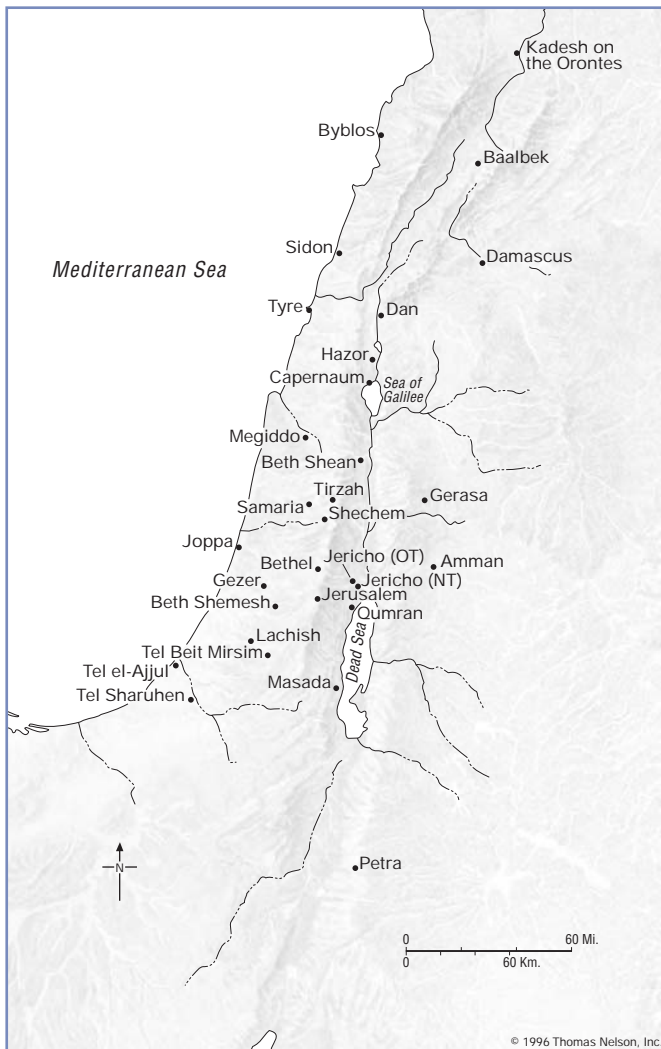 Kadesh on
the Orontes
Byblos
Baalbek
Sidon
Damascus
Mediterranean Sea
Tyre
Dan
Hazor
Capernaum
Sea of
Galilee
Megiddo
Beth Shean
Tirzah
Samaria
Gerasa
Shechem
Joppa
Bethel
Jericho (OT)
Amman
Gezer
Jericho (NT)
Jerusalem
Beth Shemesh
Qumran
Lachish
Dead Sea
Tel Beit Mirsim
Tel el-Ajjul
Masada
Tel Sharuhen
N
Petra
0 60 Mi.
0 60 Km.
© 1996 Thomas Nelson, Inc